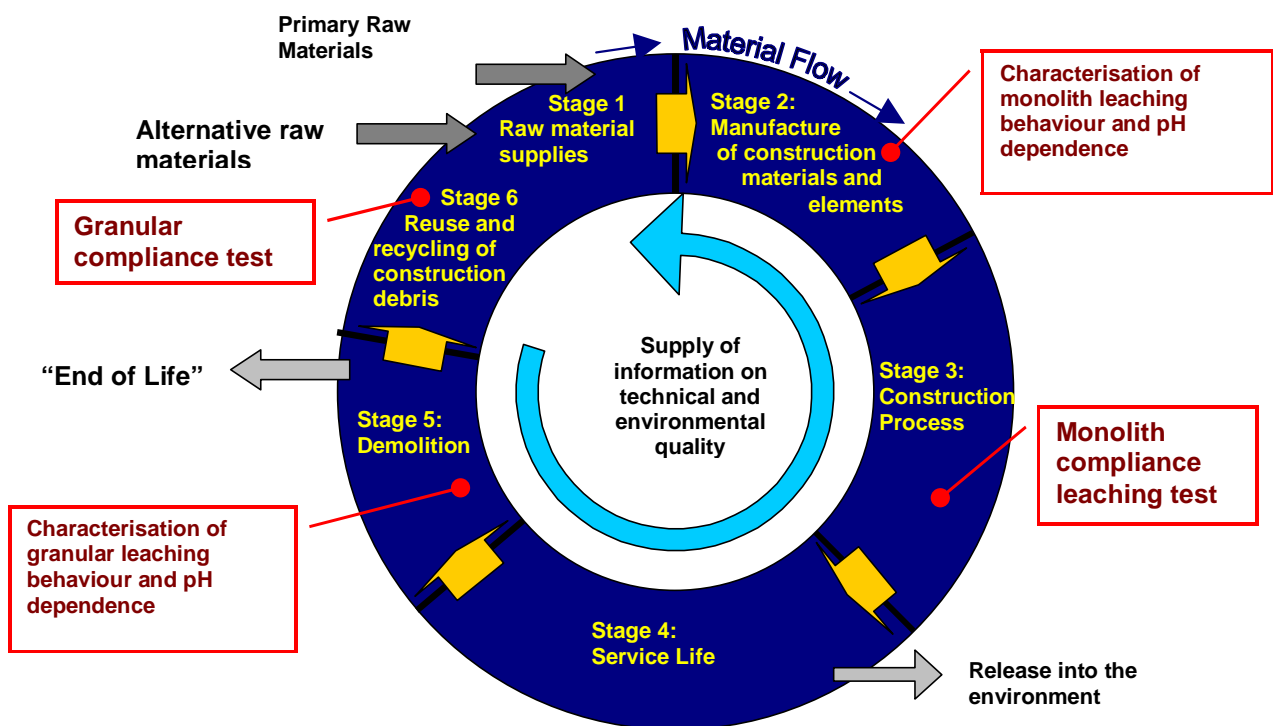 Primary Raw
Materials
Material Flow
Alternative raw
materials
Stage 1
Raw material
supplies
Stage 2:
Manufacture
of construction
materials and
elements
Characterisation of
monolith leaching
behaviour and pH
dependence
Granular
compliance test
Stage 6
Reuse and
recycling of
construction
debris
“End of Life”
Supply of
information on
technical and
environmental
quality
Stage 3:
Construction
Process
Stage 5:
Demolition
Monolith
compliance
leaching test
Characterisation of
granular leaching
behaviour and pH
dependence
Stage 4:
Service Life
Release into the
environment